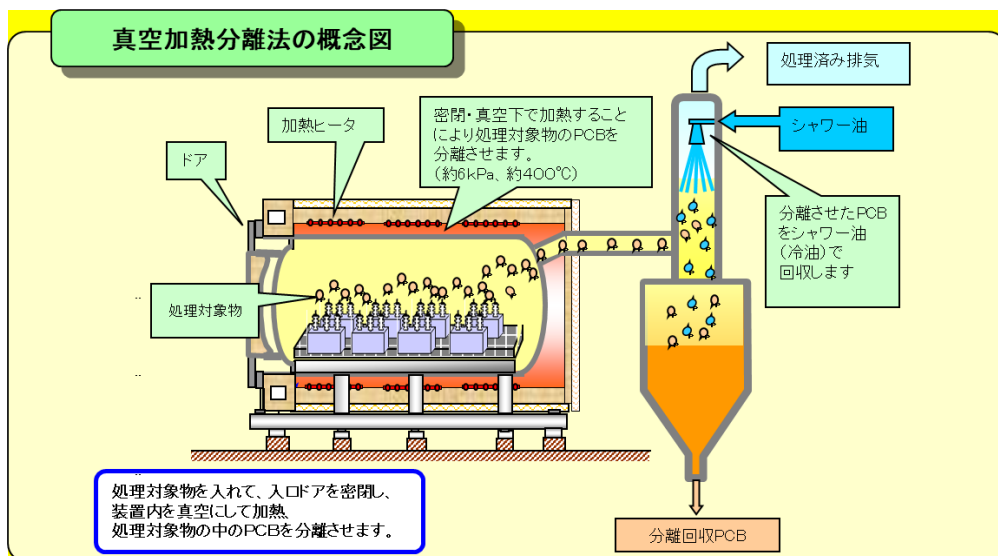 真空加熱分離法の概念図
処理済み排気
シャワー油
密閉・真空下で加熱すること
により処理対象物のPCBを
分離させます。
(約6kPa、約400℃)
加熱ヒータ
ドア
分離させたPCB
をシャワー油
(冷油)で
回収します
処理対象物
処理対象物を入れて、入口ドアを密閉し、
装置内を真空にして加熱、
処理対象物の中のPCBを分離させます。
分離回収PCB